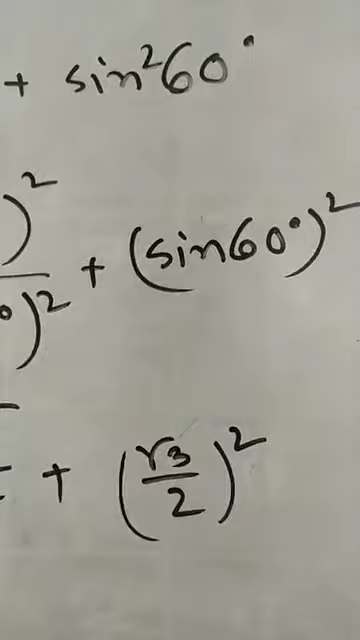 + sin²60°
)²/°)² + (sin60°)²
+ (√3/2)²